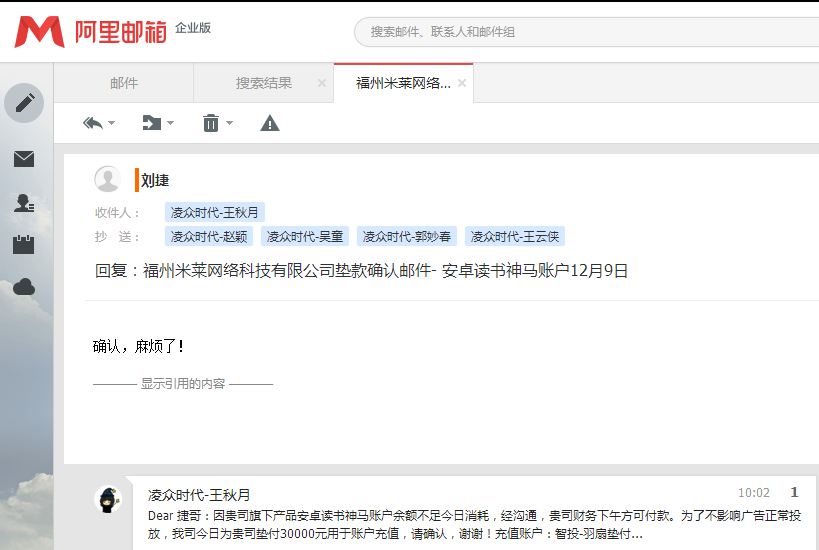 阿里邮箱 企业版
搜索邮件、联系人和邮件组
邮件 搜索结果 × 福州米莱网络... ×
刘捷
收件人： 凌众时代-王秋月
抄 送： 凌众时代-赵颖 凌众时代-吴童 凌众时代-郭妙春 凌众时代-王云侠
回复：福州米莱网络科技有限公司垫款确认邮件- 安卓读书神马账户12月9日
确认，麻烦了！
显示引用的内容
凌众时代-王秋月 10:02 1
Dear 捷哥：因贵司旗下产品安卓读书神马账户余额不足今日消耗，经沟通，贵司财务下午方可付款。为了不影响广告正常投
放，我司今日为贵司垫付30000元用于账户充值，请确认，谢谢！充值账户：智投-羽扇垫付...